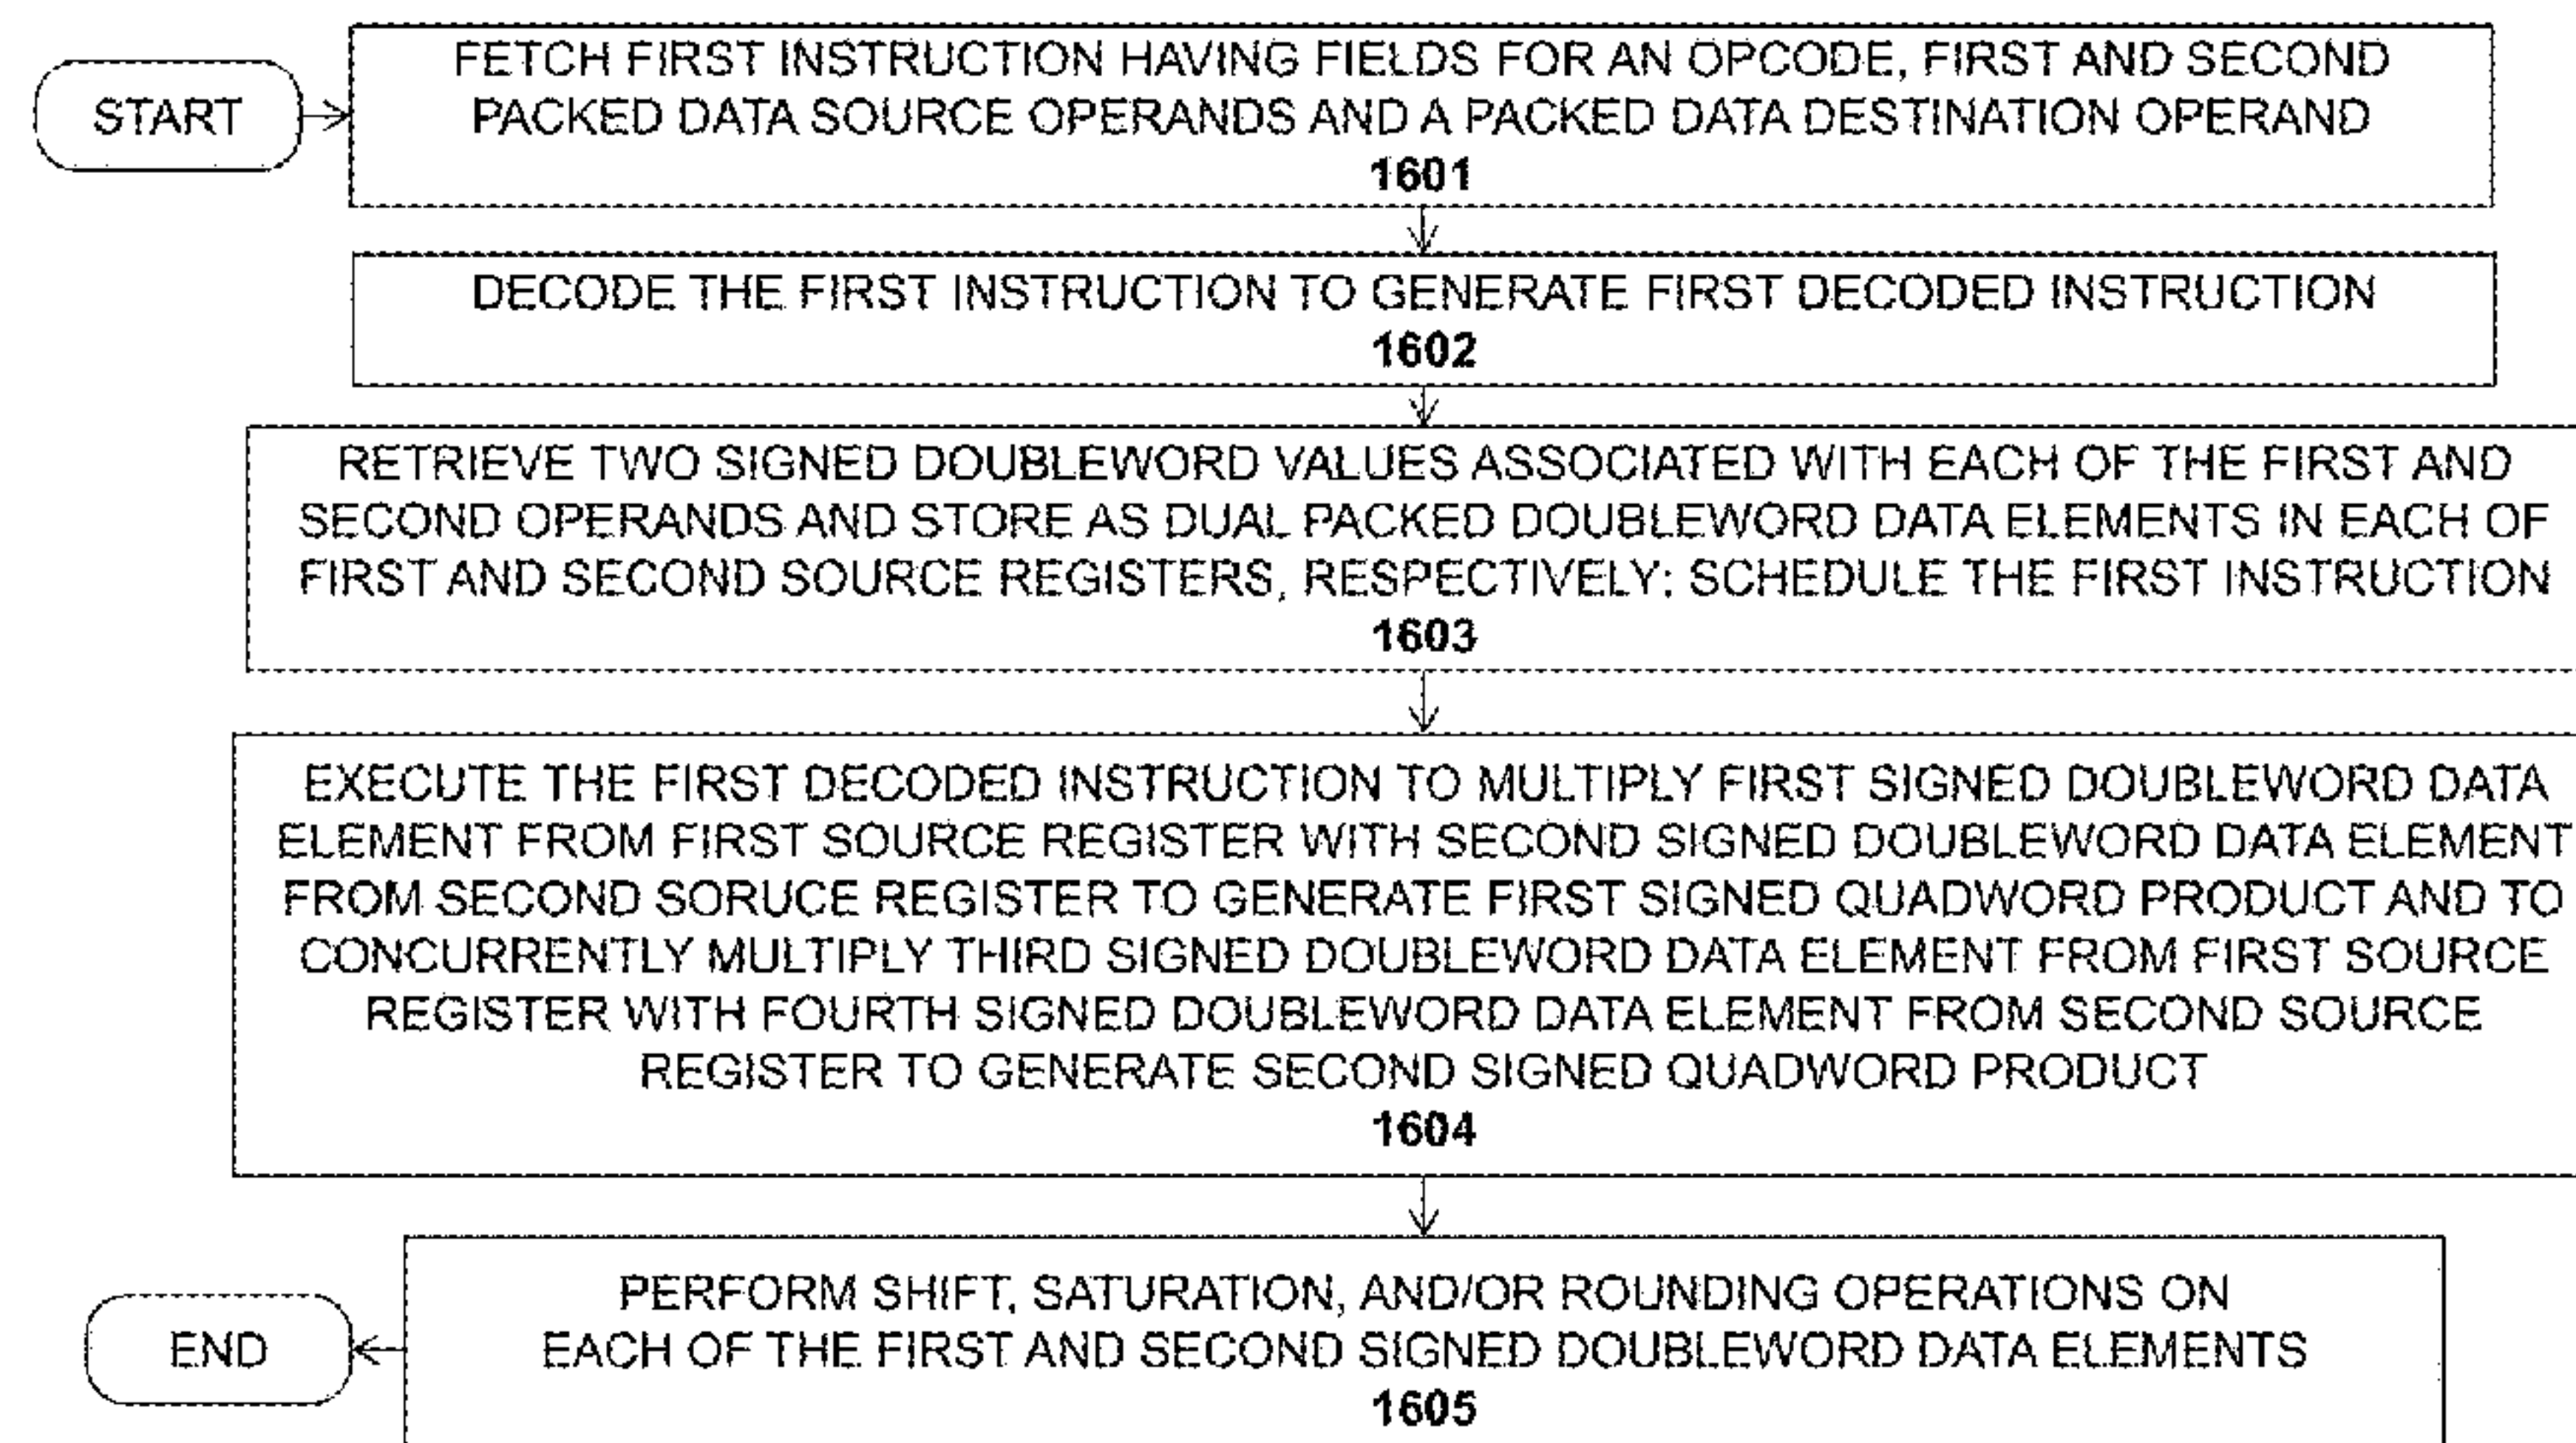 START
FETCH FIRST INSTRUCTION HAVING FIELDS FOR AN OPCODE, FIRST AND SECOND
PACKED DATA SOURCE OPERANDS AND A PACKED DATA DESTINATION OPERAND
1601
DECODE THE FIRST INSTRUCTION TO GENERATE FIRST DECODED INSTRUCTION
1602
RETRIEVE TWO SIGNED DOUBLEWORD VALUES ASSOCIATED WITH EACH OF THE FIRST AND
SECOND OPERANDS AND STORE AS DUAL PACKED DOUBLEWORD DATA ELEMENTS IN EACH OF
FIRST AND SECOND SOURCE REGISTERS, RESPECTIVELY; SCHEDULE THE FIRST INSTRUCTION
1603
EXECUTE THE FIRST DECODED INSTRUCTION TO MULTIPLY FIRST SIGNED DOUBLEWORD DATA
ELEMENT FROM FIRST SOURCE REGISTER WITH SECOND SIGNED DOUBLEWORD DATA ELEMENT
FROM SECOND SORUCE REGISTER TO GENERATE FIRST SIGNED QUADWORD PRODUCT AND TO
CONCURRENTLY MULTIPLY THIRD SIGNED DOUBLEWORD DATA ELEMENT FROM FIRST SOURCE
REGISTER WITH FOURTH SIGNED DOUBLEWORD DATA ELEMENT FROM SECOND SOURCE
REGISTER TO GENERATE SECOND SIGNED QUADWORD PRODUCT
1604
PERFORM SHIFT, SATURATION, AND/OR ROUNDING OPERATIONS ON
EACH OF THE FIRST AND SECOND SIGNED DOUBLEWORD DATA ELEMENTS
1605
END